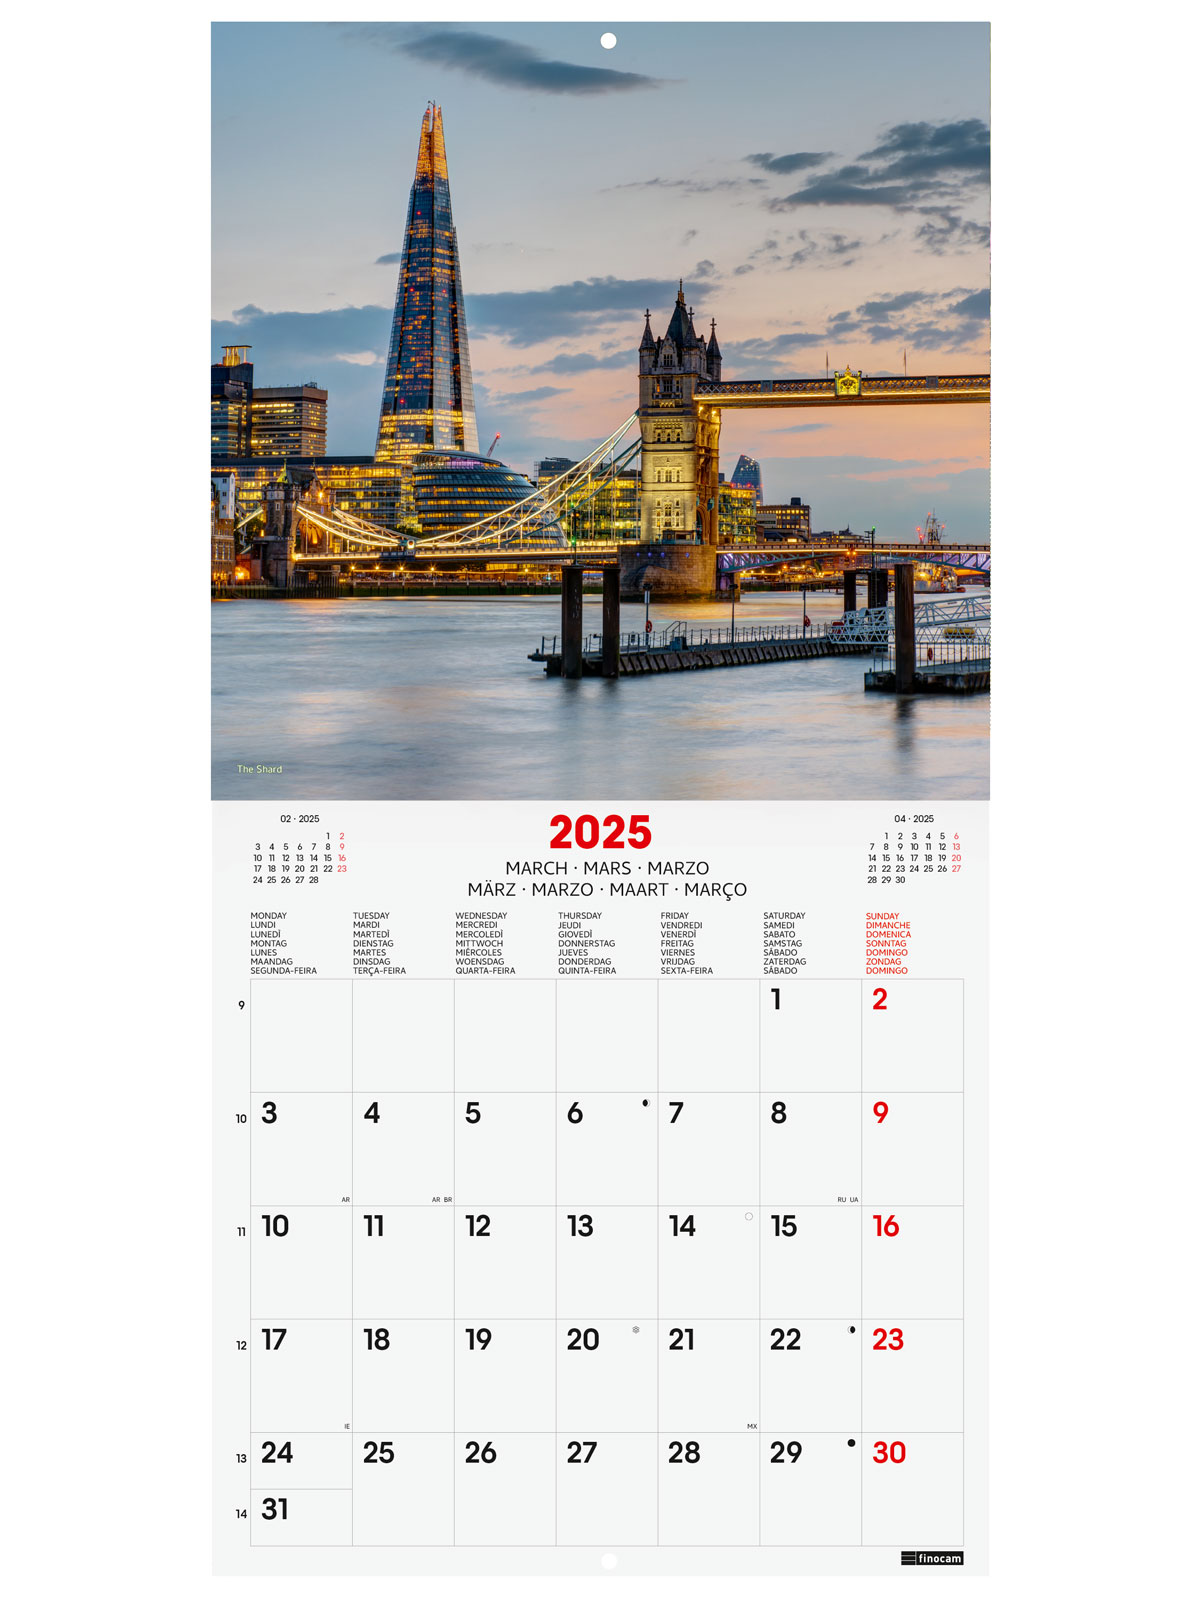 The Shard
02 · 2025
1 2
3 4 5 6 7 8 9
10 11 12 13 14 15 16
17 18 19 20 21 22 23
24 25 26 27 28
2025
MARCH · MARS · MARZO
MÄRZ · MARZO · MAART · MARÇO
04 · 2025
1 2 3 4 5 6
7 8 9 10 11 12 13
14 15 16 17 18 19 20
21 22 23 24 25 26 27
28 29 30
MONDAY TUESDAY WEDNESDAY THURSDAY FRIDAY SATURDAY SUNDAY
LUNDI MARDI MERCREDI JEUDI VENDREDI SAMEDI DIMANCHE
LUNEDÌ MARTEDÌ MERCOLEDÌ GIOVEDÌ VENERDÌ SABATO DOMENICA
MONTAG DIENSTAG MITTWOCH DONNERSTAG FREITAG SAMSTAG SONNTAG
LUNES MARTES MIÉRCOLES JUEVES VIERNES SÁBADO DOMINGO
MAANDAG DINSDAG WOENSDAG DONDERDAG VRIJDAG ZATERDAG ZONDAG
SEGUNDA-FEIRA TERÇA-FEIRA QUARTA-FEIRA QUINTA-FEIRA SEXTA-FEIRA SÁBADO DOMINGO
9 1 2
10 3 4 5 6 7 8 9
AR AR BR RU UA
11 10 11 12 13 14 15 16
12 17 18 19 20 21 22 23
IE MX
13 24 25 26 27 28 29 30
14 31
finocam